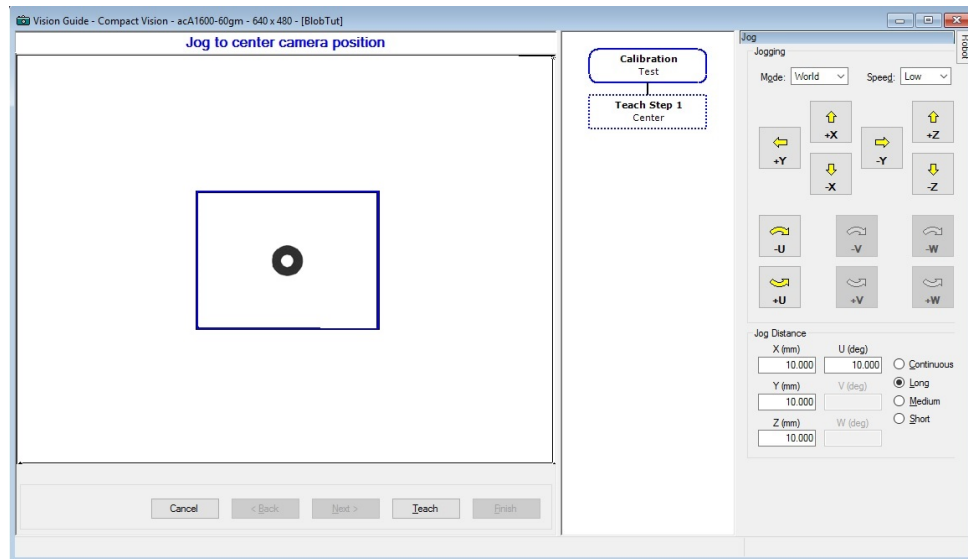 Vision Guide - Compact Vision - acA1600-60gm - 640 x 480 - [BlobTut]
Jog to center camera position
Calibration
Test
Teach Step 1
Center
Cancel
< Back
Next >
Teach
Finish
Jog
Robot
Jogging
Mode: World
Speed: Low
+X
+Z
+Y
-Y
-X
-Z
-U
-V
-W
+U
+V
+W
Jog Distance
X (mm)
U (deg)
10.000
10.000
Continuous
Y (mm)
V (deg)
Long
10.000
Medium
Z (mm)
W (deg)
Short
10.000